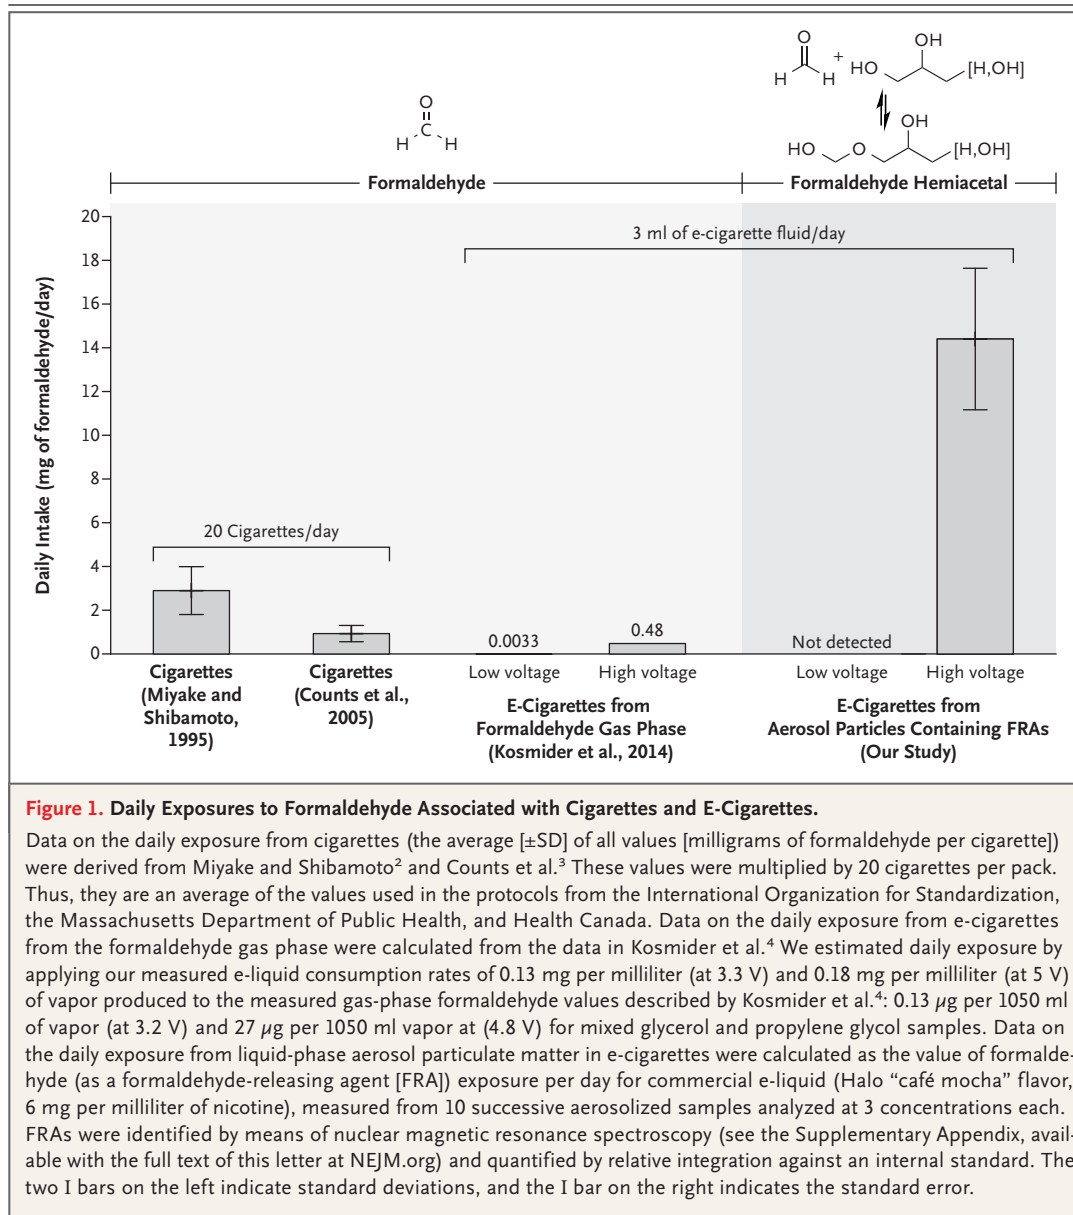 O
H H
+
OH
HO
[H,OH]
O
C
H H
OH
HO O
[H,OH]
Formaldehyde
Formaldehyde Hemiacetal
Daily Intake (mg of formaldehyde/day)
20
18
16
14
12
10
8
6
4
2
0
3 ml of e-cigarette fluid/day
20 Cigarettes/day
0.0033
0.48
Not detected
Cigarettes
(Miyake and
Shibamoto,
1995)
Cigarettes
(Counts et al.,
2005)
Low voltage
High voltage
E-Cigarettes from
Formaldehyde Gas Phase
(Kosmider et al., 2014)
Low voltage
High voltage
E-Cigarettes from
Aerosol Particles Containing FRAs
(Our Study)
Figure 1. Daily Exposures to Formaldehyde Associated with Cigarettes and E-Cigarettes.
Data on the daily exposure from cigarettes (the average [±SD] of all values [milligrams of formaldehyde per cigarette])
were derived from Miyake and Shibamoto² and Counts et al.³ These values were multiplied by 20 cigarettes per pack.
Thus, they are an average of the values used in the protocols from the International Organization for Standardization,
the Massachusetts Department of Public Health, and Health Canada. Data on the daily exposure from e-cigarettes
from the formaldehyde gas phase were calculated from the data in Kosmider et al.⁴ We estimated daily exposure by
applying our measured e-liquid consumption rates of 0.13 mg per milliliter (at 3.3 V) and 0.18 mg per milliliter (at 5 V)
of vapor produced to the measured gas-phase formaldehyde values described by Kosmider et al.⁴: 0.13 μg per 1050 ml
of vapor (at 3.2 V) and 27 μg per 1050 ml vapor at (4.8 V) for mixed glycerol and propylene glycol samples. Data on
the daily exposure from liquid-phase aerosol particulate matter in e-cigarettes were calculated as the value of formalde-
hyde (as a formaldehyde-releasing agent [FRA]) exposure per day for commercial e-liquid (Halo “café mocha” flavor,
6 mg per milliliter of nicotine), measured from 10 successive aerosolized samples analyzed at 3 concentrations each.
FRAs were identified by means of nuclear magnetic resonance spectroscopy (see the Supplementary Appendix, avail-
able with the full text of this letter at NEJM.org) and quantified by relative integration against an internal standard. The
two I bars on the left indicate standard deviations, and the I bar on the right indicates the standard error.